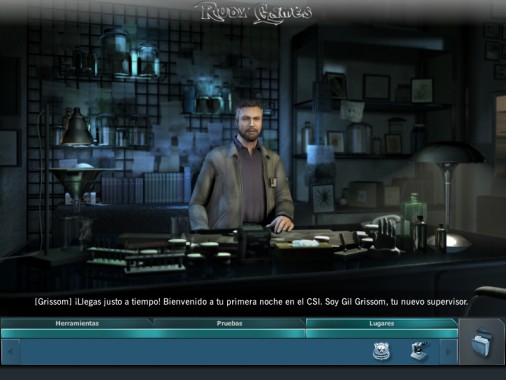 Rudy Games
[Grissom] ¡Llegas justo a tiempo! Bienvenido a tu primera noche en el CSI. Soy Gil Grissom, tu nuevo supervisor.
Herramientas
Pruebas
Lugares